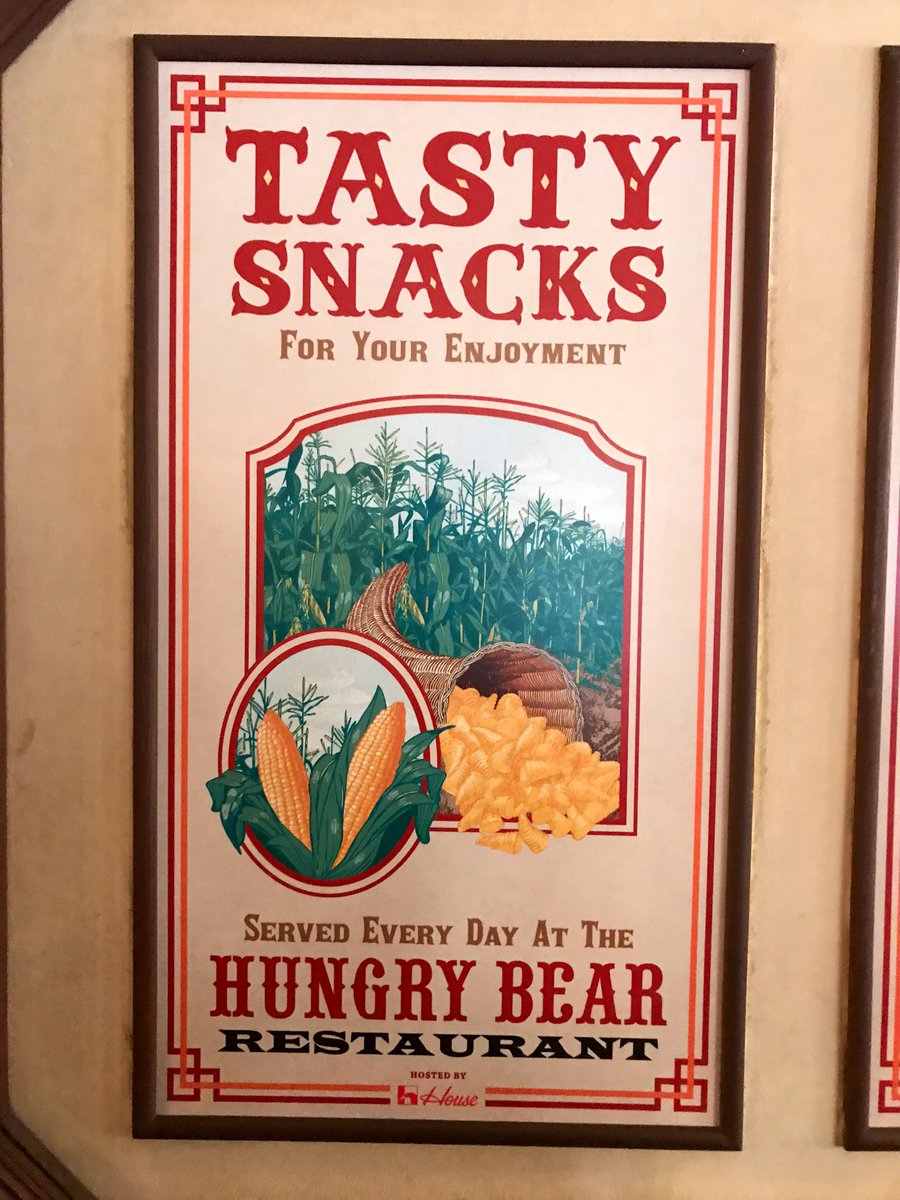 TASTY
SNACKS
FOR YOUR ENJOYMENT
SERVED EVERY DAY AT THE
HUNGRY BEAR
RESTAURANT
HOSTED BY
House